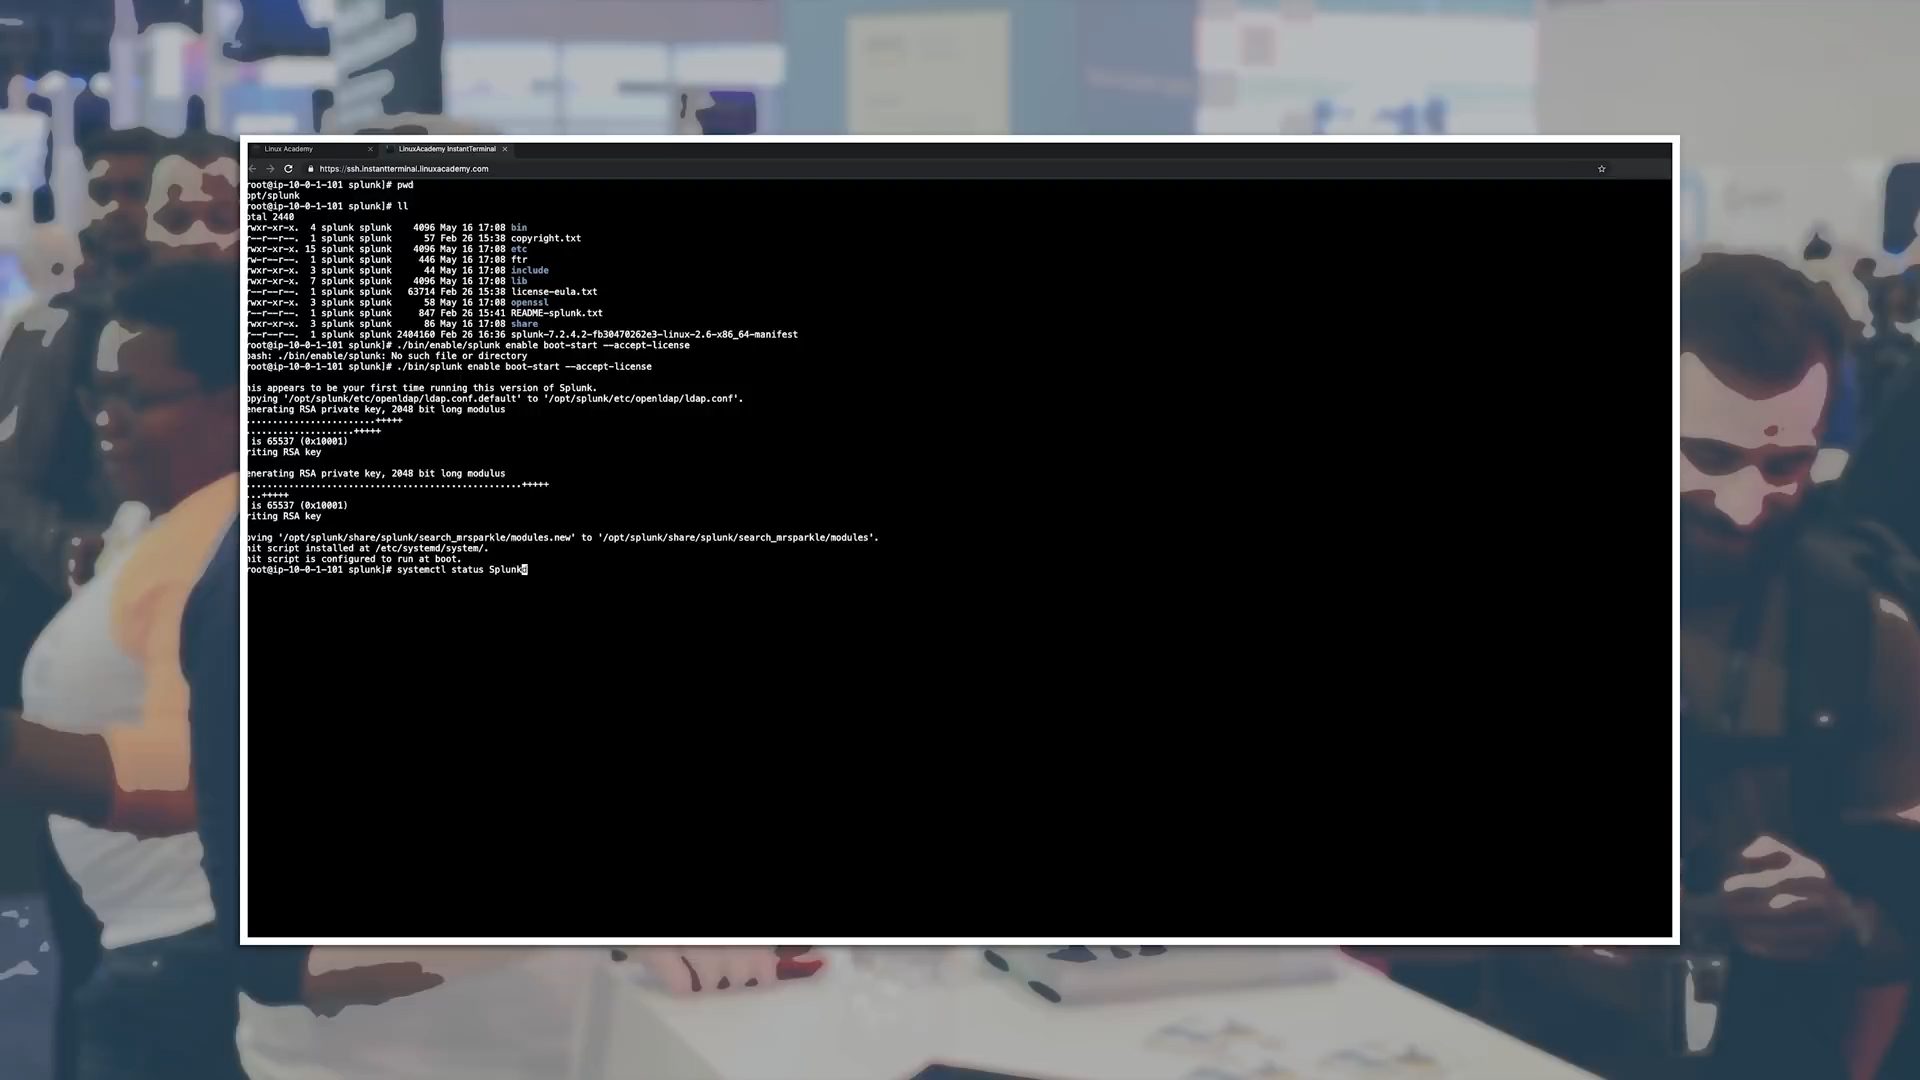 Linux Academy
LinuxAcademy InstantTerminal
https://ssh.instantterminal.linuxacademy.com
root@ip-10-0-1-101 splunk]# pwd
opt/splunk
root@ip-10-0-1-101 splunk]# ll
otal 2440
rwxr-xr-x. 4 splunk splunk 4096 May 16 17:08 bin
r--r--r--. 1 splunk splunk 57 Feb 26 15:38 copyright.txt
rwxr-xr-x. 15 splunk splunk 4096 May 16 17:08 etc
rw-r--r--. 1 splunk splunk 446 May 16 17:08 ftr
rwxr-xr-x. 3 splunk splunk 44 May 16 17:08 include
rwxr-xr-x. 7 splunk splunk 4096 May 16 17:08 lib
r--r--r--. 1 splunk splunk 63714 Feb 26 15:38 license-eula.txt
rwxr-xr-x. 3 splunk splunk 58 May 16 17:08 openssl
r--r--r--. 1 splunk splunk 847 Feb 26 15:41 README-splunk.txt
rwxr-xr-x. 3 splunk splunk 86 May 16 17:08 share
r--r--r--. 1 splunk splunk 2404160 Feb 26 16:36 splunk-7.2.4.2-fb30470262e3-linux-2.6-x86_64-manifest
root@ip-10-0-1-101 splunk]# ./bin/enable/splunk enable boot-start --accept-license
bash: ./bin/enable/splunk: No such file or directory
root@ip-10-0-1-101 splunk]# ./bin/splunk enable boot-start --accept-license
his appears to be your first time running this version of Splunk.
opying '/opt/splunk/etc/openldap/ldap.conf.default' to '/opt/splunk/etc/openldap/ldap.conf'.
enerating RSA private key, 2048 bit long modulus
........................+++++
....................+++++
is 65537 (0x10001)
riting RSA key
enerating RSA private key, 2048 bit long modulus
....................................................+++++
...+++++
is 65537 (0x10001)
riting RSA key
oving '/opt/splunk/share/splunk/search_mrsparkle/modules.new' to '/opt/splunk/share/splunk/search_mrsparkle/modules'.
nit script installed at /etc/systemd/system/.
nit script is configured to run at boot.
root@ip-10-0-1-101 splunk]# systemctl status Splunkd